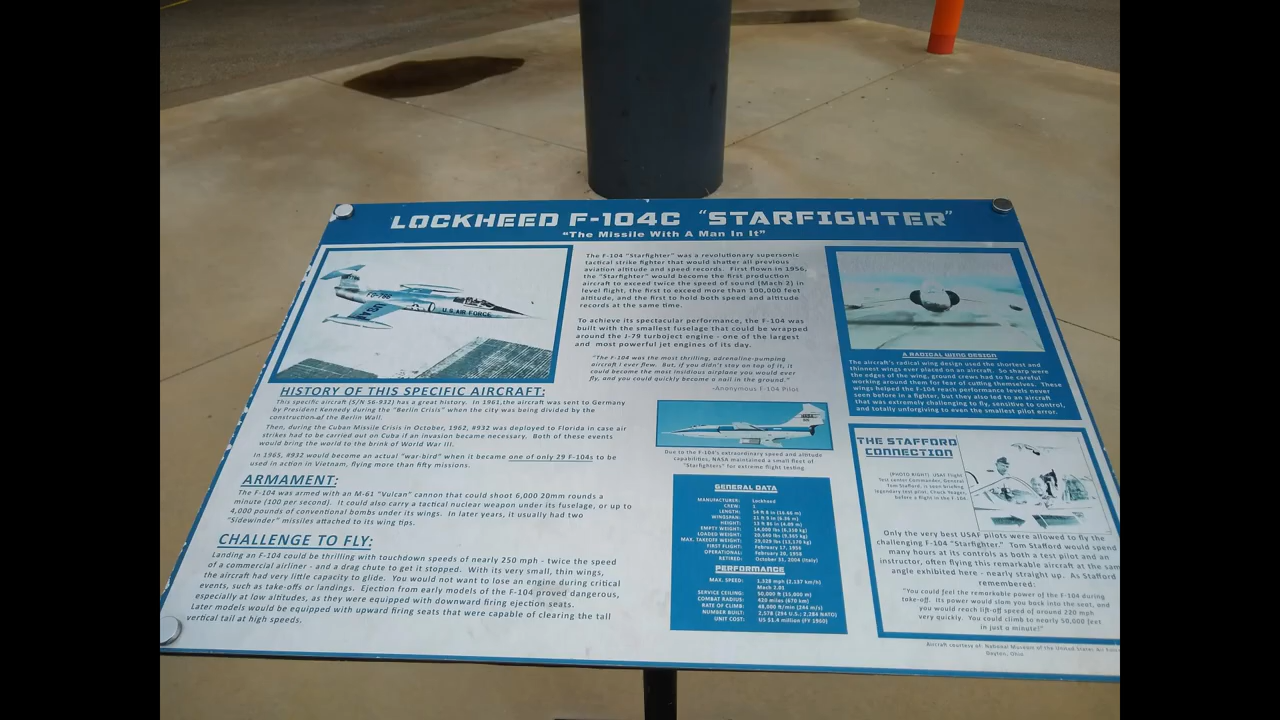 LOCKHEED F-104C "STARFIGHTER"
"The Missile With A Man In It"
The F-104 "Starfighter" was a revolutionary supersonic
tactical strike fighter that would shatter all previous
aviation altitude and speed records. First flown in 1956,
the "Starfighter" would become the first production
aircraft to exceed twice the speed of sound (Mach 2) in
level flight, the first to exceed more than 100,000 feet
altitude, and the first to hold both speed and altitude
records at the same time.
To achieve its spectacular performance, the F-104 was
built with the smallest fuselage that could be wrapped
around the J-79 turboject engine - one of the largest
and most powerful jet engines of its day.
"The F-104 was the most thrilling, adrenaline-pumping
aircraft I ever flew. But, if you didn't stay on top of it, it
could become the most insidious airplane you would ever
fly, and you could quickly become a nail in the ground."
-Anonymous F-104 Pilot
U.S. AIR FORCE
HISTORY OF THIS SPECIFIC AIRCRAFT:
This specific aircraft (S/N 56-932) has a great history. In 1961, the aircraft was sent to Germany
by President Kennedy during the "Berlin Crisis" when the city was being divided by the
construction of the Berlin Wall.
Then, during the Cuban Missile Crisis in October, 1962, #932 was deployed to Florida in case air
strikes had to be carried out on Cuba if an invasion became necessary. Both of these events
would bring the world to the brink of World War III.
In 1965, #932 would become an actual "war-bird" when it became one of only 29 F-104s to be
used in action in Vietnam, flying more than fifty missions.
ARMAMENT:
The F-104 was armed with an M-61 "Vulcan" cannon that could shoot 6,000 20mm rounds a
minute (100 per second). It could also carry a tactical nuclear weapon under its fuselage, or up to
4,000 pounds of conventional bombs under its wings. In later years, it usually had two
"Sidewinder" missiles attached to its wing tips.
CHALLENGE TO FLY:
Landing an F-104 could be thrilling with touchdown speeds of nearly 250 mph - twice the speed
of a commercial airliner - and a drag chute to get it stopped. With its very small, thin wings,
the aircraft had very little capacity to glide. You would not want to lose an engine during critical
events, such as take-offs or landings. Ejection from early models of the F-104 proved dangerous,
especially at low altitudes, as they were equipped with downward firing ejection seats.
Later models would be equipped with upward firing seats that were capable of clearing the tall
vertical tail at high speeds.
NASA
Due to the F-104's extraordinary speed and altitude
capabilities, NASA maintained a small fleet of
"Starfighters" for extreme flight testing.
GENERAL DATA
MANUFACTURER: Lockheed
CREW: 1
LENGTH: 54 ft 8 in (16.66 m)
WINGSPAN: 21 ft 9 in (6.36 m)
HEIGHT: 13 ft 6 in (4.09 m)
EMPTY WEIGHT: 14,000 lbs (6,350 kg)
LOADED WEIGHT: 20,640 lbs (9,365 kg)
MAX. TAKEOFF WEIGHT: 29,029 lbs (13,170 kg)
FIRST FLIGHT: February 17, 1956
OPERATIONAL: February 20, 1958
RETIRED: October 31, 2004 (Italy)
PERFORMANCE
MAX. SPEED: 1,328 mph (2,137 km/h)
Mach 2.01
SERVICE CEILING: 50,000 ft (15,000 m)
COMBAT RADIUS: 420 miles (670 km)
RATE OF CLIMB: 48,000 ft/min (244 m/s)
NUMBER BUILT: 2,578 (294 U.S.; 2,284 NATO)
UNIT COST: US $1.4 million (FY 1960)
A RADICAL WING DESIGN
The aircraft's radical wing design used the shortest and
thinnest wings ever placed on an aircraft. So sharp were
the edges of the wing, ground crews had to be careful
working around them for fear of cutting themselves. These
wings helped the F-104 reach performance levels never
seen before in a fighter, but they also led to an aircraft
that was extremely challenging to fly, sensitive to control,
and totally unforgiving to even the smallest pilot error.
THE STAFFORD
CONNECTION
(PHOTO RIGHT) USAF Flight
Test center Commander, General
Tom Stafford, is seen briefing
legendary test pilot, Chuck Yeager,
before a flight in the F-104.
Only the very best USAF pilots were allowed to fly the
challenging F-104 "Starfighter." Tom Stafford would spend
many hours at its controls as both a test pilot and an
instructor, often flying this remarkable aircraft at the same
angle exhibited here - nearly straight up. As Stafford
remembered:
"You could feel the remarkable power of the F-104 during
take-off. Its power would slam you back into the seat, and
you would reach lift-off speed of around 220 mph
very quickly. You could climb to nearly 50,000 feet
in just a minute!"
Aircraft courtesy of: National Museum of the United States Air
Dayton, Ohio.